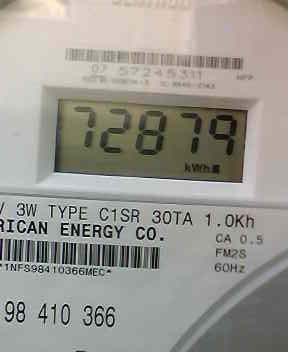 07 57245311
72879
kWh
V 3W TYPE C1SR 30TA 1.0Kh
RICAN ENERGY CO.
CA 0.5
FM2S
60Hz
*1NFS98410366MEC*
98 410 366